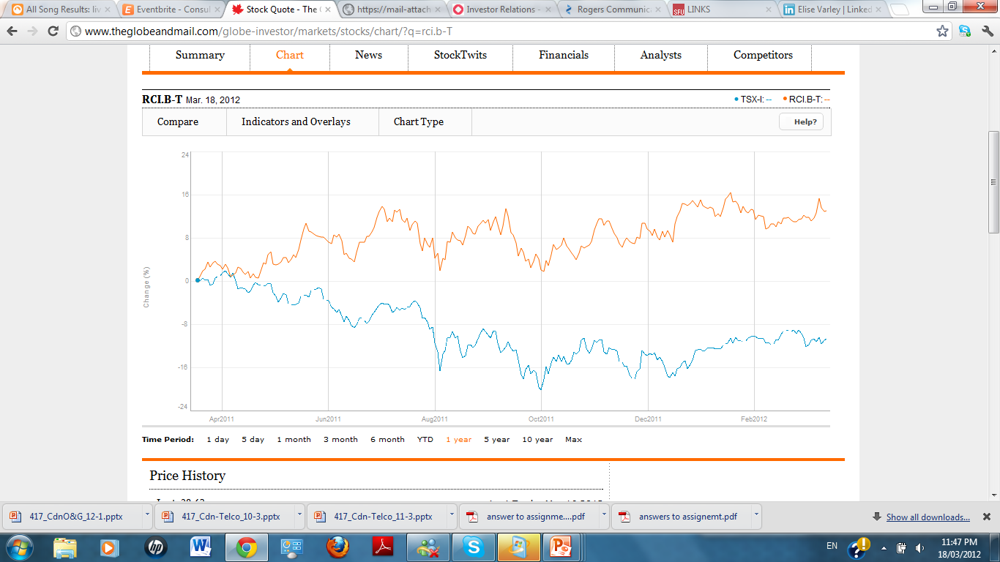 All Song Results: liv
Eventbrite - Consul
Stock Quote - The G
https://mail-attach
Investor Relations -
Rogers Communica
SFU LINKS
in Elise Varley | Linked
www.theglobeandmail.com/globe-investor/markets/stocks/chart/?q=rci.b-T
Summary Chart News StockTwits Financials Analysts Competitors
RCI.B-T Mar. 18, 2012 TSX-I: -- RCI.B-T: --
Compare Indicators and Overlays Chart Type Help?
24
16
8
0
-8
-16
-24
Change (%)
Apr2011 Jun2011 Aug2011 Oct2011 Dec2011 Feb2012
Time Period: 1 day 5 day 1 month 3 month 6 month YTD 1 year 5 year 10 year Max
Price History
417_CdnO&G_12-1.pptx 417_Cdn-Telco_10-3.pptx 417_Cdn-Telco_11-3.pptx answer to assignme....pdf answers to assignemt.pdf Show all downloads...
hp EN 11:47 PM
18/03/2012